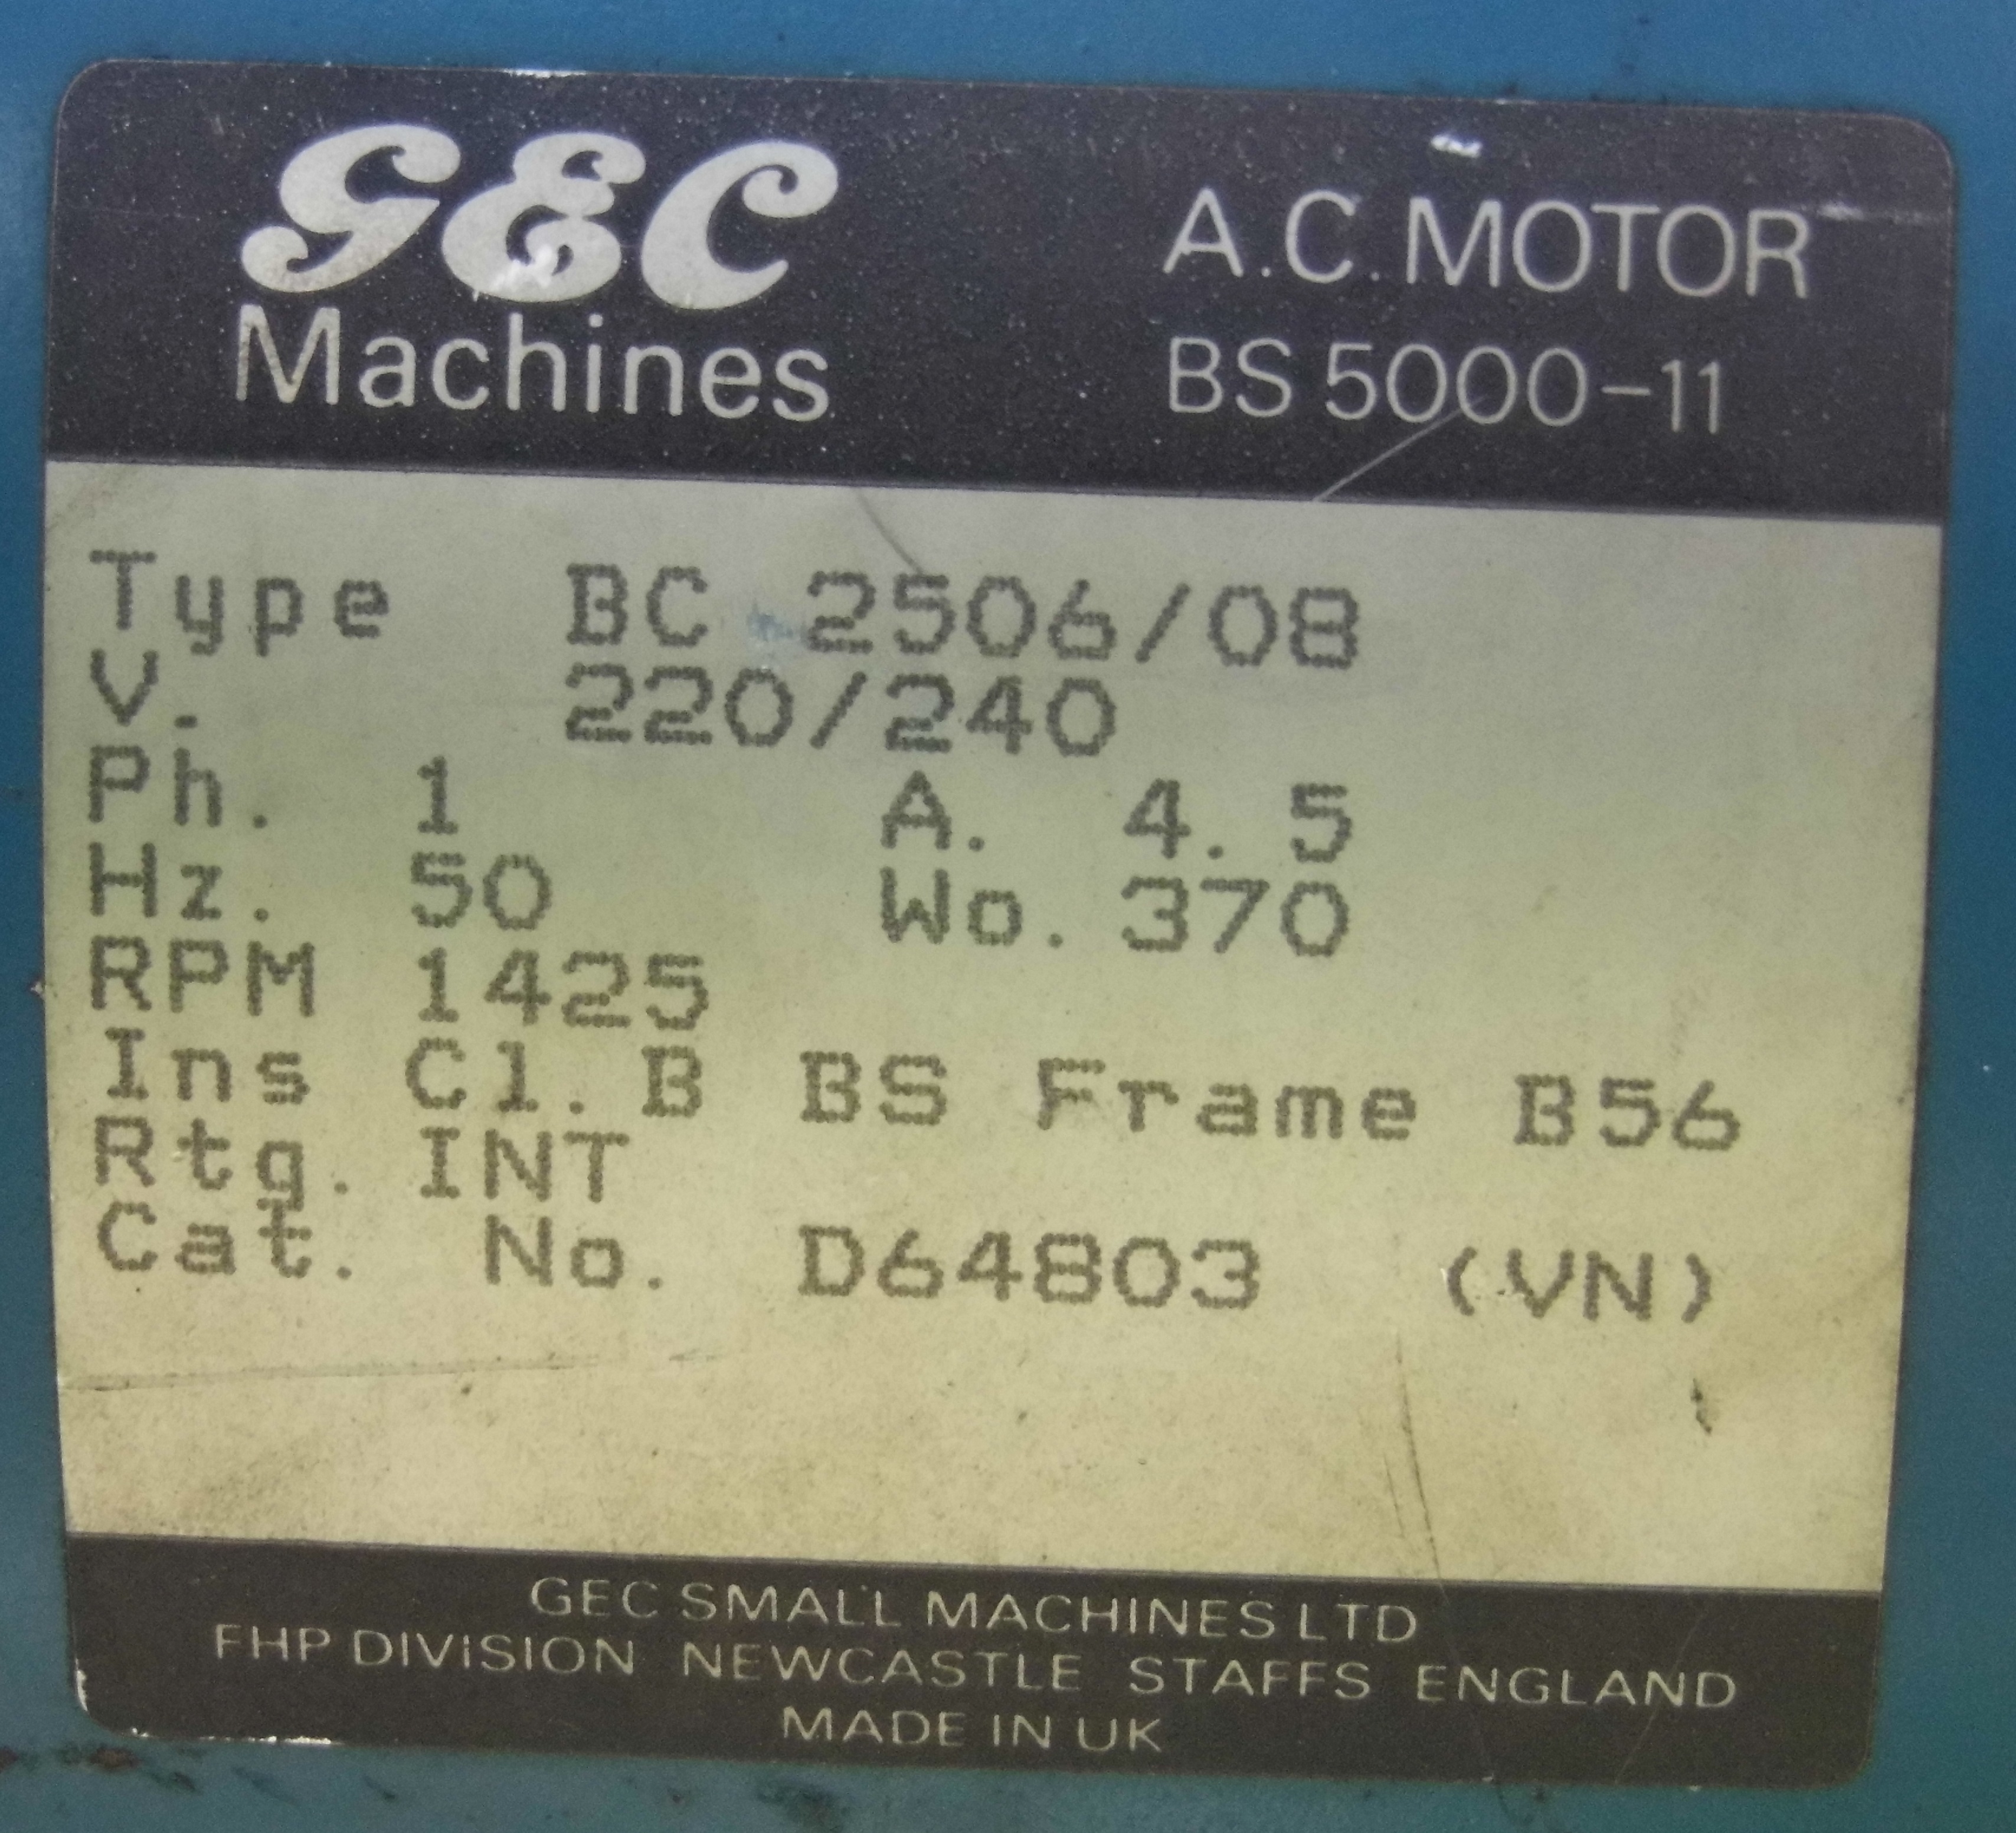 GEC
Machines
A.C. MOTOR
BS 5000-11
Type BC 2506/08
V. 220/240
Ph. 1 A. 4.5
Hz. 50 Wo. 370
RPM 1425
Ins Cl. B BS Frame B56
Rtg. INT
Cat. No. D64803 (VN)
GEC SMALL MACHINES LTD
FHP DIVISION NEWCASTLE STAFFS ENGLAND
MADE IN UK